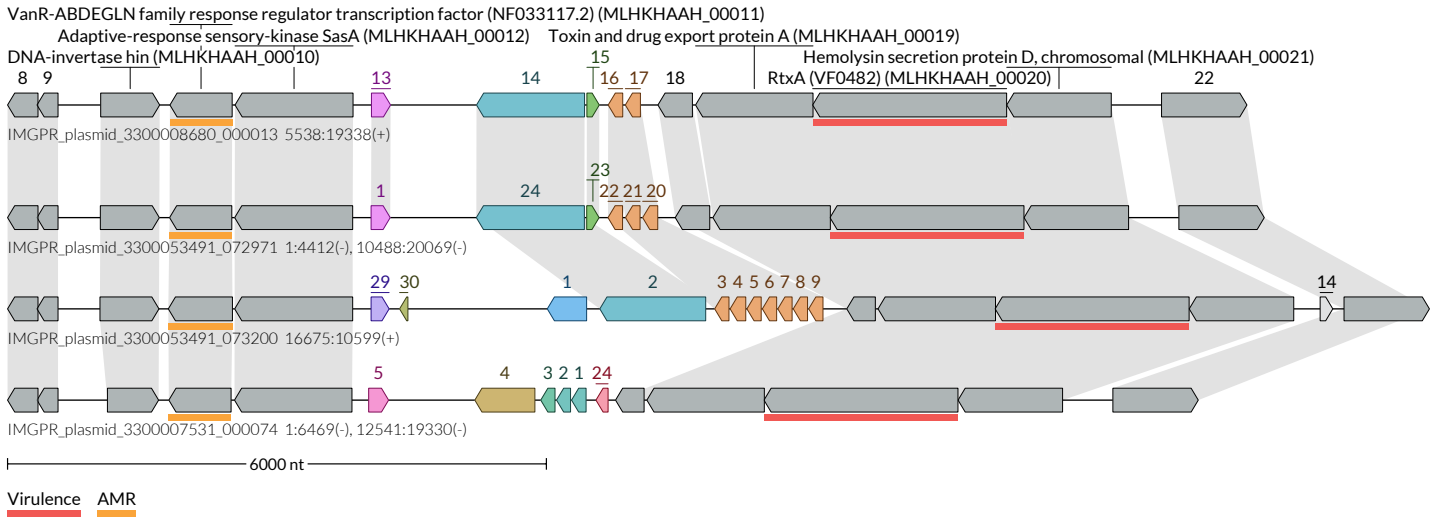 VanR-ABDEGLN family response regulator transcription factor (NF033117.2) (MLHKHAAH_00011)
Adaptive-response sensory-kinase SasA (MLHKHAAH_00012) Toxin and drug export protein A (MLHKHAAH_00019)
DNA-invertase hin (MLHKHAAH_00010) 15 Hemolysin secretion protein D, chromosomal (MLHKHAAH_00021)
8 9 13 14 16 17 18 RtxA (VF0482) (MLHKHAAH_00020) 22
IMGPR_plasmid_3300008680_000013 5538:19338(+)
23
1 24 22 21 20
IMGPR_plasmid_3300053491_072971 1:4412(-), 10488:20069(-)
29 30 1 2 3 4 5 6 7 8 9 14
IMGPR_plasmid_3300053491_073200 16675:10599(+)
5 4 3 2 1 24
IMGPR_plasmid_3300007531_000074 1:6469(-), 12541:19330(-)
6000 nt
Virulence AMR